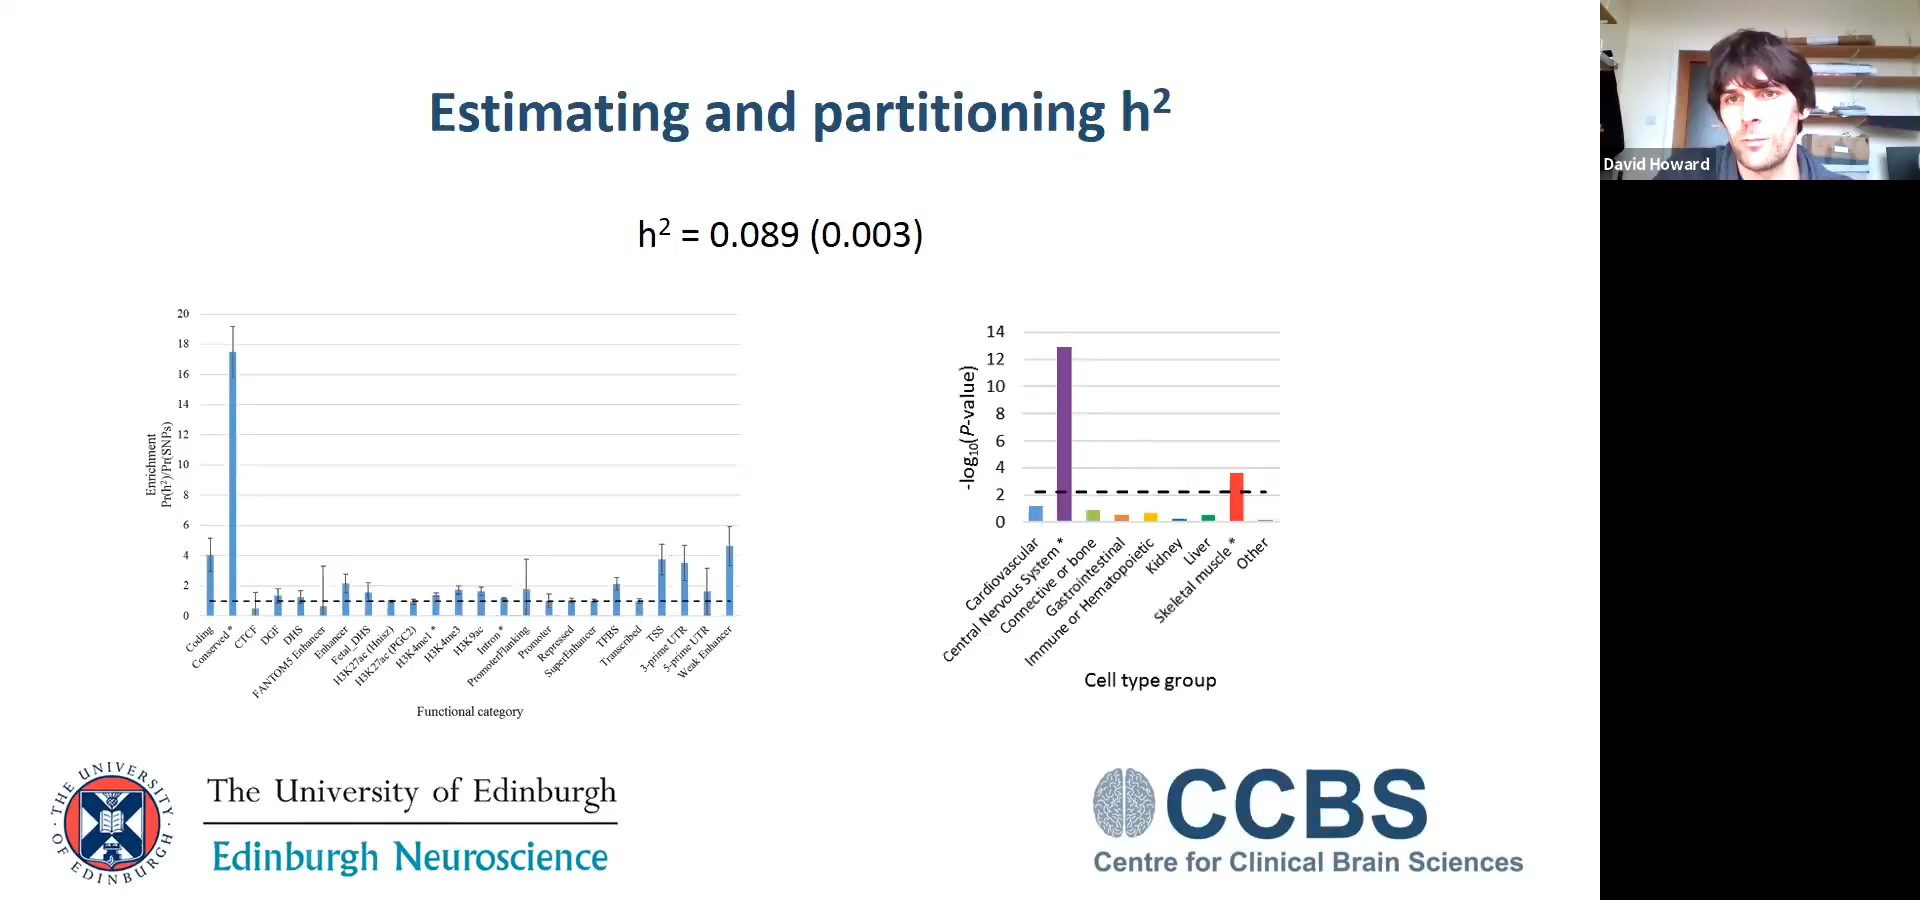 Estimating and partitioning h²
h² = 0.089 (0.003)
David Howard
Enrichment
Pr(h²)/Pr(SNPs)
20
18
16
14
12
10
8
6
4
2
0
Coding
Conserved *
CTCF
DGF
DHS
FANTOM5 Enhancer
Enhancer
Fetal_DHS
H3K27ac (Hnisz)
H3K27ac (PGC2)
H3K4me1 *
H3K4me3
H3K9ac
Intron *
PromoterFlanking
Promoter
Repressed
SuperEnhancer
TFBS
Transcribed
TSS
3-prime UTR
5-prime UTR
Weak Enhancer
Functional category
-log₁₀(P-value)
14
12
10
8
6
4
2
0
Cardiovascular
Central Nervous System *
Connective or bone
Gastrointestinal
Immune or Hematopoietic
Kidney
Liver
Skeletal muscle *
Other
Cell type group
THE UNIVERSITY OF EDINBURGH
The University of Edinburgh
Edinburgh Neuroscience
CCBS
Centre for Clinical Brain Sciences